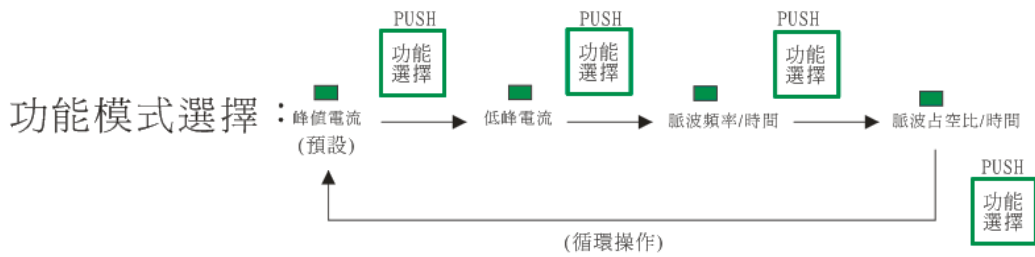 PUSH
功能
選擇
PUSH
功能
選擇
PUSH
功能
選擇
功能模式選擇：
峰值電流
(預設)
低峰電流
脈波頻率/時間
脈波占空比/時間
PUSH
功能
選擇
(循環操作)